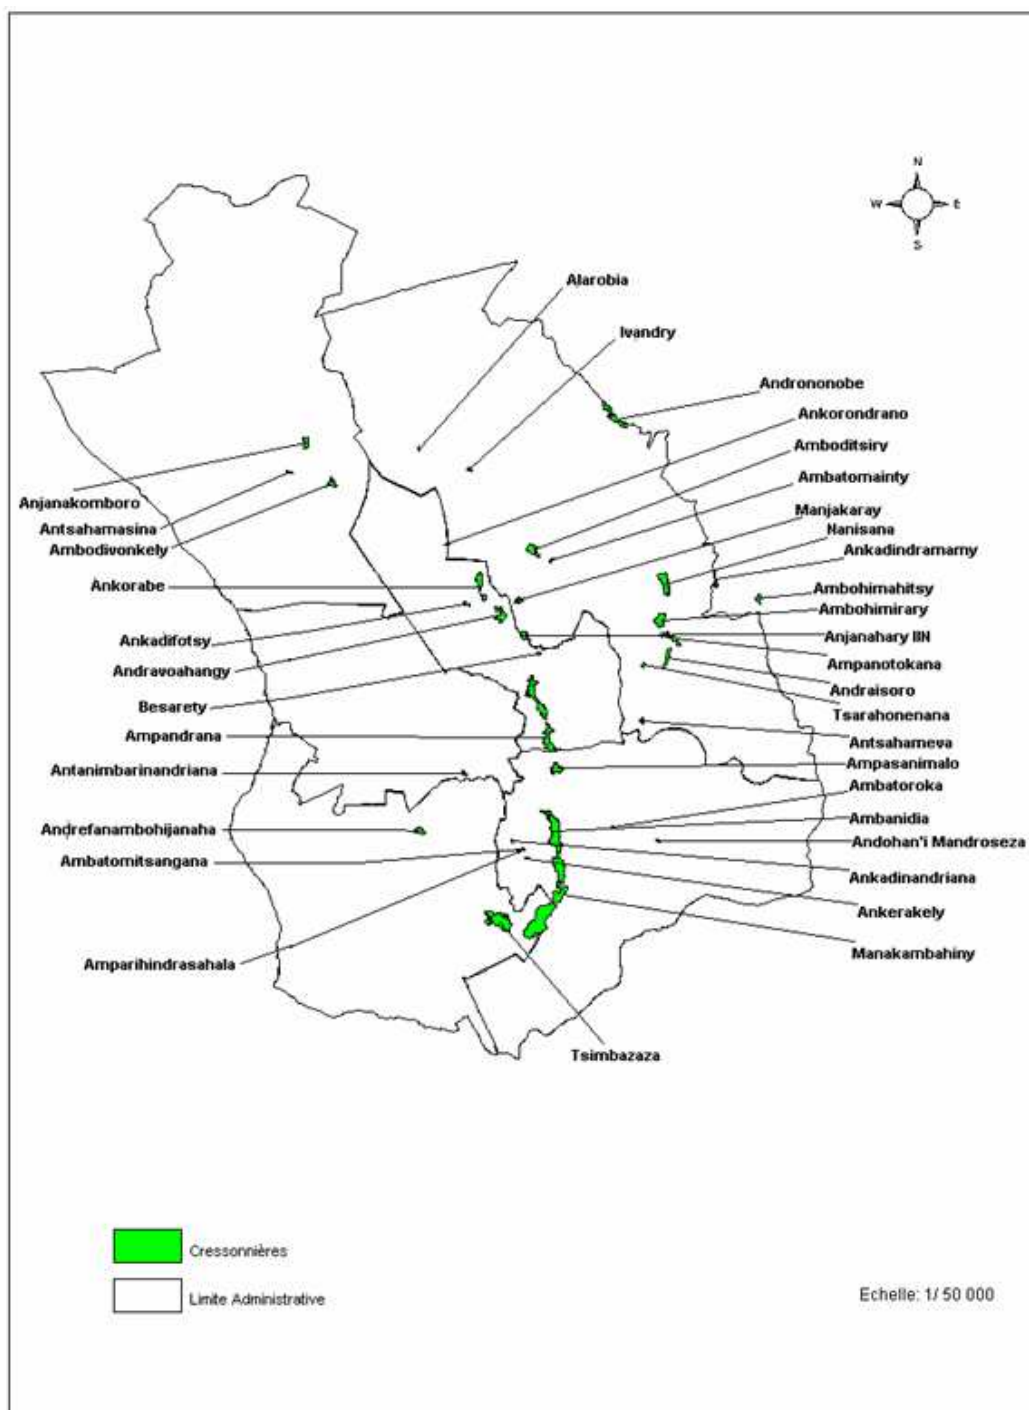 N
W E
S
Alarobia
Ivandry
Andrononobe
Ankorondrano
Amboditsiry
Ambatomainty
Manjakaray
Nanisana
Ankadindramamy
Ambohimahitsy
Ambohimirary
Anjanahary IIN
Ampanotokana
Andraisoro
Tsarahonenana
Antsahameva
Ampasanimalo
Ambatoroka
Ambanidia
Andohan'i Mandroseza
Ankadinandriana
Ankerakely
Manakambahiny
Tsimbazaza
Anjanakomboro
Antsahamasina
Ambodivonkely
Ankorabe
Ankadifotsy
Andravoahangy
Besarety
Ampandrana
Antanimbarinandriana
Andrefanambohijanaha
Ambatomitsangana
Amparihindrasahala
Cressonnières
Limite Administrative
Echelle: 1/ 50 000